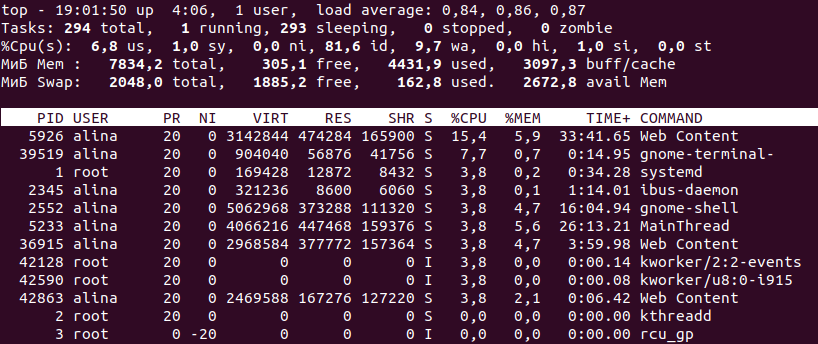 top - 19:01:50 up  4:06,  1 user,  load average: 0,84, 0,86, 0,87
Tasks: 294 total,   1 running, 293 sleeping,   0 stopped,   0 zombie
%Cpu(s):  6,8 us,  1,0 sy,  0,0 ni, 81,6 id,  9,7 wa,  0,0 hi,  1,0 si,  0,0 st
МиБ Mem :   7834,2 total,    305,1 free,   4431,9 used,   3097,3 buff/cache
МиБ Swap:   2048,0 total,   1885,2 free,    162,8 used.   2672,8 avail Mem
PID USER      PR  NI    VIRT    RES    SHR S  %CPU  %MEM     TIME+ COMMAND
5926 alina     20   0 3142844 474284 165900 S  15,4   5,9  33:41.65 Web Content
39519 alina     20   0  904040  56876  41756 S   7,7   0,7   0:14.95 gnome-terminal-
1 root      20   0  169428  12872   8432 S   3,8   0,2   0:34.28 systemd
2345 alina     20   0  321236   8600   6060 S   3,8   0,1   1:14.01 ibus-daemon
2552 alina     20   0 5062968 373288 111320 S   3,8   4,7  16:04.94 gnome-shell
5233 alina     20   0 4066216 447468 159376 S   3,8   5,6  26:13.21 MainThread
36915 alina     20   0 2968584 377772 157364 S   3,8   4,7   3:59.98 Web Content
42128 root      20   0       0      0      0 I   3,8   0,0   0:00.14 kworker/2:2-events
42590 root      20   0       0      0      0 I   3,8   0,0   0:00.08 kworker/u8:0-i915
42863 alina     20   0 2469588 167276 127220 S   3,8   2,1   0:06.42 Web Content
2 root      20   0       0      0      0 S   0,0   0,0   0:00.00 kthreadd
3 root       0 -20       0      0      0 I   0,0   0,0   0:00.00 rcu_gp